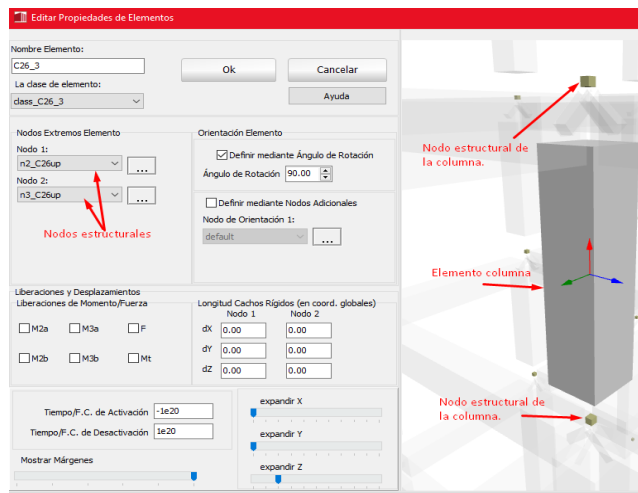 Editar Propiedades de Elementos
Nombre Elemento:
C26_3
Ok
Cancelar
La clase de elemento:
class_C26_3
Ayuda
Nodos Extremos Elemento
Nodo 1:
n2_C26up
...
Nodo 2:
n3_C26up
...
Nodos estructurales
Orientación Elemento
Definir mediante Ángulo de Rotación
Ángulo de Rotación
90.00
Definir mediante Nodos Adicionales
Nodo de Orientación 1:
default
...
Liberaciones y Desplazamientos
Liberaciones de Momento/Fuerza
M2a
M3a
F
M2b
M3b
Mt
Longitud Cachos Rígidos (en coord. globales)
Nodo 1
Nodo 2
dX
0.00
0.00
dY
0.00
0.00
dZ
0.00
0.00
Tiempo/F.C. de Activación
-1e20
Tiempo/F.C. de Desactivación
1e20
Mostrar Márgenes
expandir X
expandir Y
expandir Z
Nodo estructural de
la columna.
Elemento columna
Nodo estructural de
la columna.